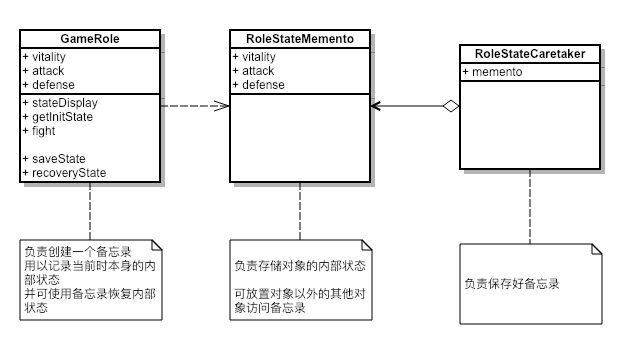 GameRole
+ vitality
+ attack
+ defense
+ stateDisplay
+ getInitState
+ fight
+ saveState
+ recoveryState
RoleStateMemento
+ vitality
+ attack
+ defense
RoleStateCaretaker
+ memento
负责创建一个备忘录
用以记录当前时本身的内
部状态
并可使用备忘录恢复内部
状态
负责存储对象的内部状态
可放置对象以外的其他对
象访问备忘录
负责保存好备忘录